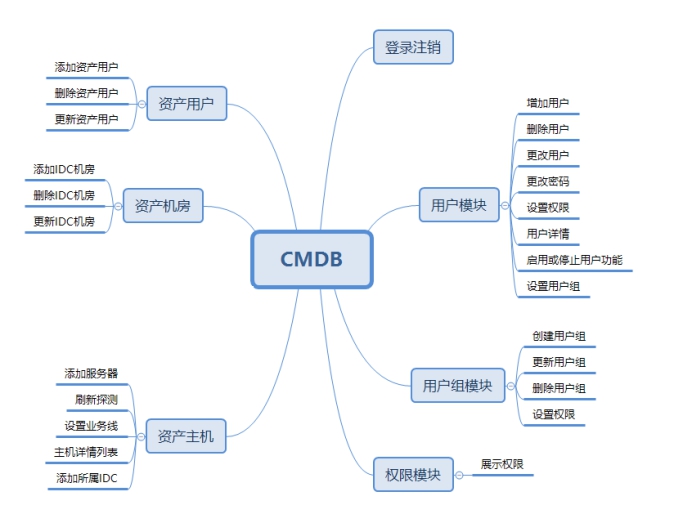 CMDB
登录注销
用户模块
增加用户
删除用户
更改用户
更改密码
设置权限
用户详情
启用或停止用户功能
设置用户组
用户组模块
创建用户组
更新用户组
删除用户组
设置权限
权限模块
展示权限
资产用户
添加资产用户
删除资产用户
更新资产用户
资产机房
添加IDC机房
删除IDC机房
更新IDC机房
资产主机
添加服务器
刷新探测
设置业务线
主机详情列表
添加所属IDC